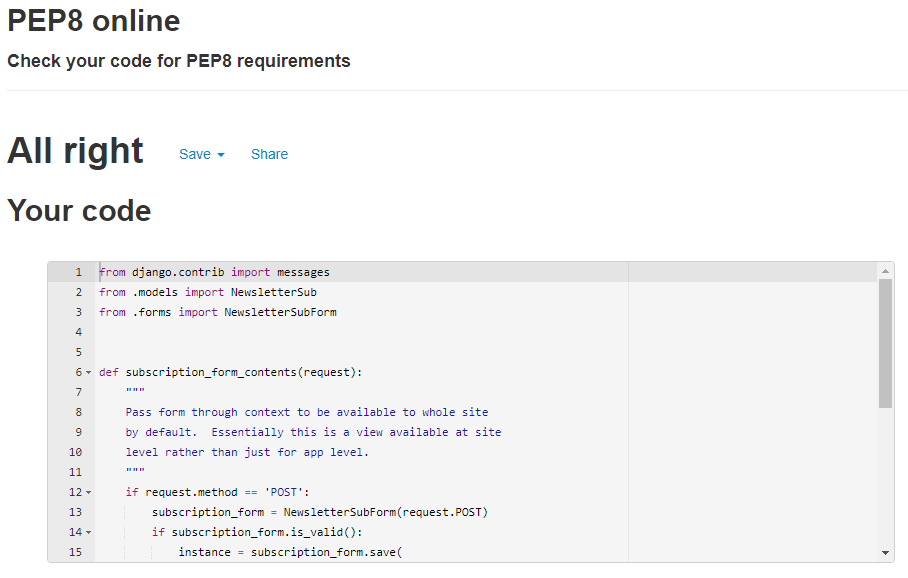 PEP8 online
Check your code for PEP8 requirements
All right Save Share
Your code
1 from django.contrib import messages
2 from .models import NewsletterSub
3 from .forms import NewsletterSubForm
4
5
6 def subscription_form_contents(request):
7     """
8     Pass form through context to be available to whole site
9     by default.  Essentially this is a view available at site
10     level rather than just for app level.
11     """
12     if request.method == 'POST':
13         subscription_form = NewsletterSubForm(request.POST)
14         if subscription_form.is_valid():
15             instance = subscription_form.save(